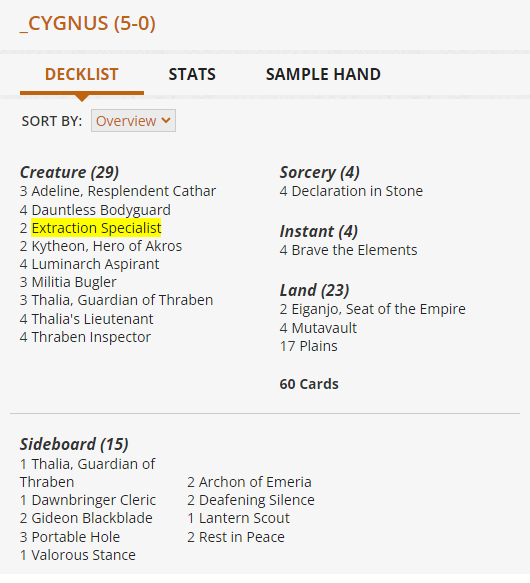 _CYGNUS (5-0)
DECKLIST STATS SAMPLE HAND
SORT BY: Overview
Creature (29)
3 Adeline, Resplendent Cathar
4 Dauntless Bodyguard
2 Extraction Specialist
2 Kytheon, Hero of Akros
4 Luminarch Aspirant
3 Militia Bugler
3 Thalia, Guardian of Thraben
4 Thalia's Lieutenant
4 Thraben Inspector
Sorcery (4)
4 Declaration in Stone
Instant (4)
4 Brave the Elements
Land (23)
2 Eiganjo, Seat of the Empire
4 Mutavault
17 Plains
60 Cards
Sideboard (15)
1 Thalia, Guardian of
Thraben
1 Dawnbringer Cleric
2 Gideon Blackblade
3 Portable Hole
1 Valorous Stance
2 Archon of Emeria
2 Deafening Silence
1 Lantern Scout
2 Rest in Peace